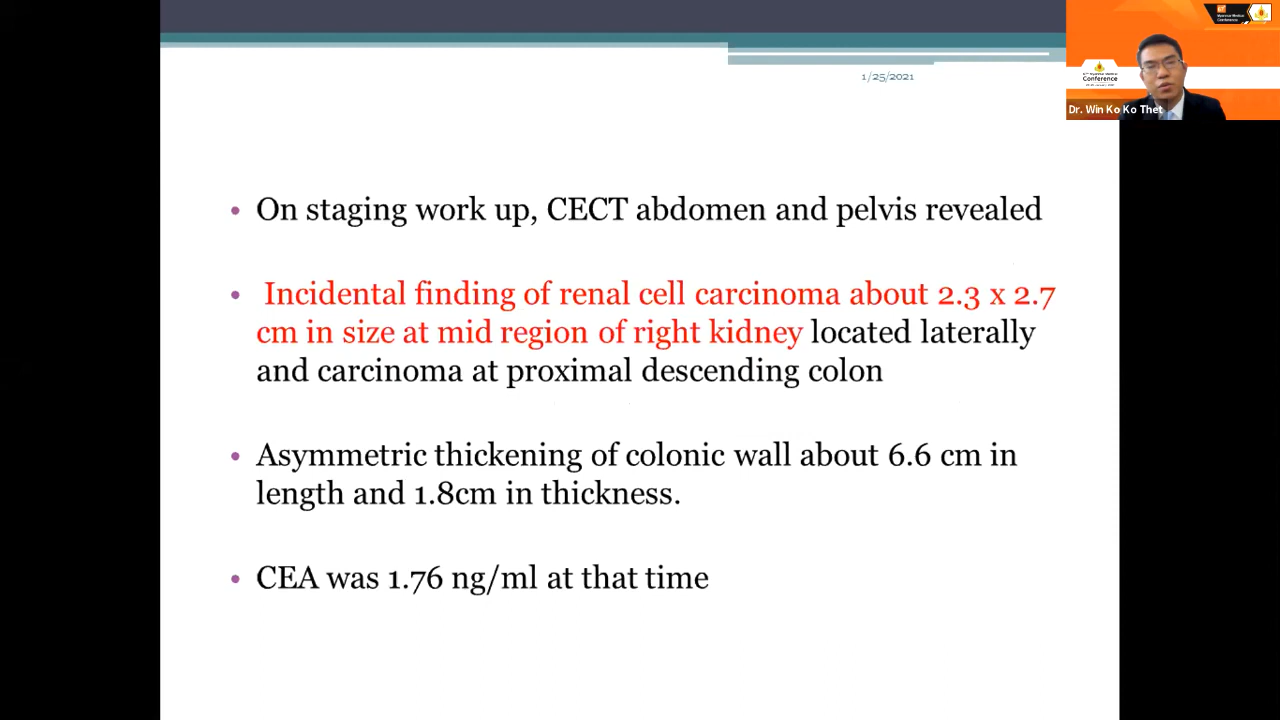 1/25/2021
Conference
Dr. Win Ko Ko Thet
• On staging work up, CECT abdomen and pelvis revealed
• Incidental finding of renal cell carcinoma about 2.3 x 2.7
cm in size at mid region of right kidney located laterally
and carcinoma at proximal descending colon
• Asymmetric thickening of colonic wall about 6.6 cm in
length and 1.8cm in thickness.
• CEA was 1.76 ng/ml at that time